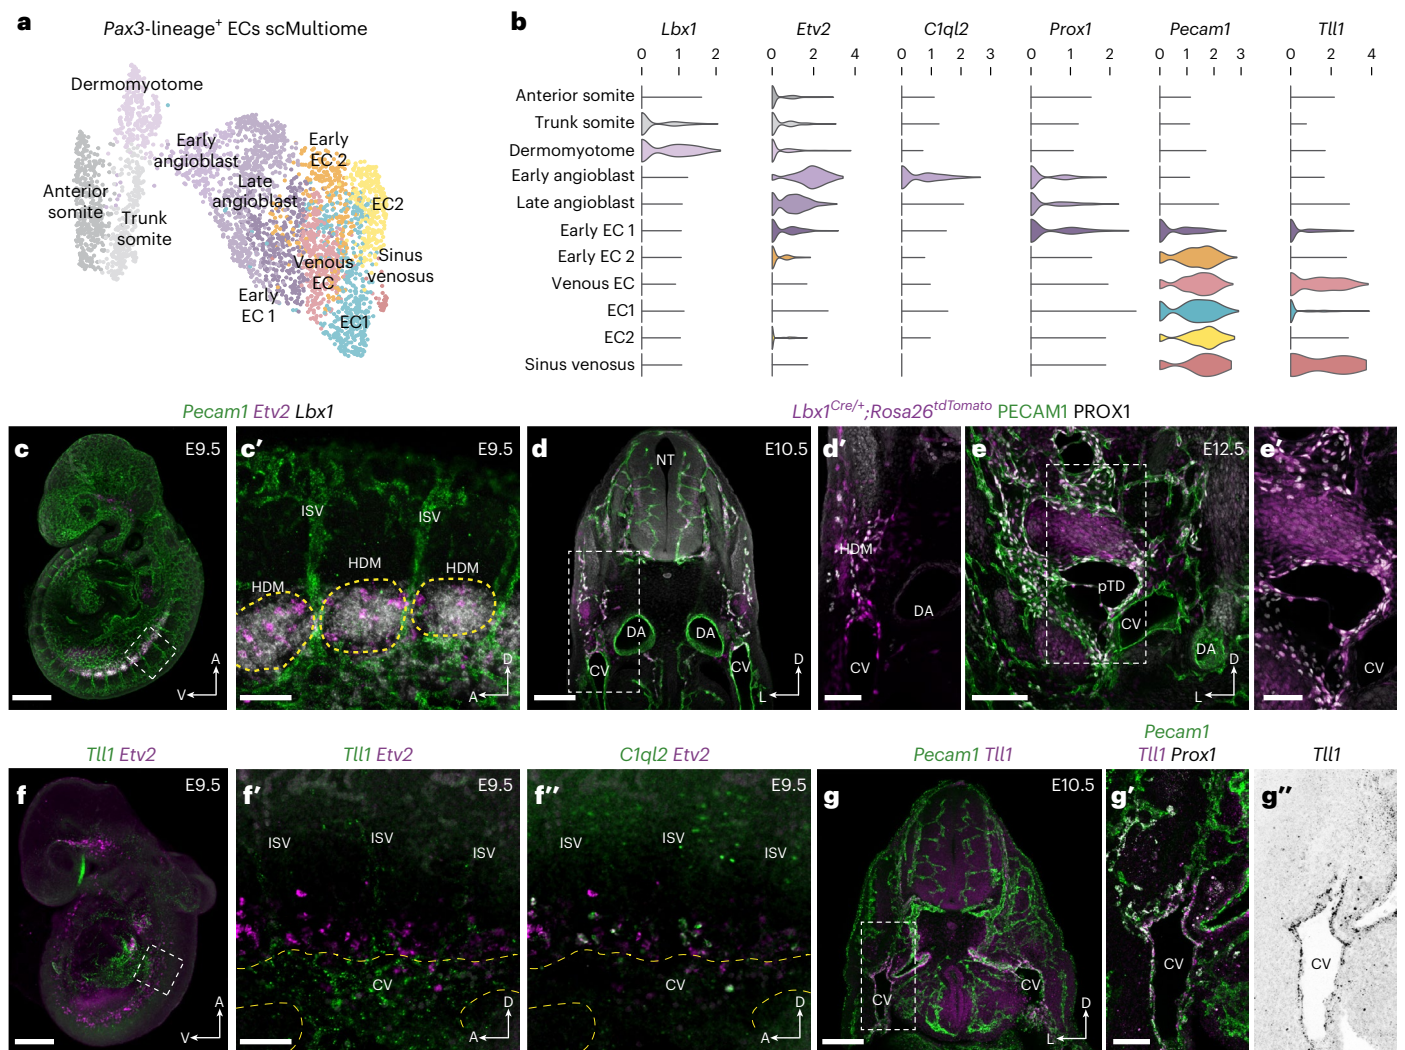 a
Pax3-lineage+ ECs scMultiome
Dermomyotome
Early
angioblast
Early
EC 2
Late
angioblast
Anterior
somite
EC2
Trunk
somite
Sinus
venosus
Venous
EC
Early
EC 1
EC1
b
Lbx1 Etv2 C1ql2 Prox1 Pecam1 Tll1
0 1 2 0 2 4 0 1 2 3 0 1 2 0 1 2 3 0 2 4
Anterior somite
Trunk somite
Dermomyotome
Early angioblast
Late angioblast
Early EC 1
Early EC 2
Venous EC
EC1
EC2
Sinus venosus
Pecam1 Etv2 Lbx1
Lbx1Cre/+;Rosa26tdTomato PECAM1 PROX1
c E9.5
A
V
c′ E9.5
ISV ISV
HDM HDM HDM
D
A
d E10.5
NT
DA DA
CV CV
D
L
d′
HDM
DA
CV
e E12.5
pTD
CV
DA
D
L
e′
CV
Tll1 Etv2
Tll1 Etv2
C1ql2 Etv2
Pecam1 Tll1
Pecam1
Tll1 Prox1
Tll1
f E9.5
A
V
f′ E9.5
ISV ISV ISV
CV
D
A
f″ E9.5
ISV ISV ISV
CV
D
A
g E10.5
CV CV
D
L
g′
CV
g″
CV